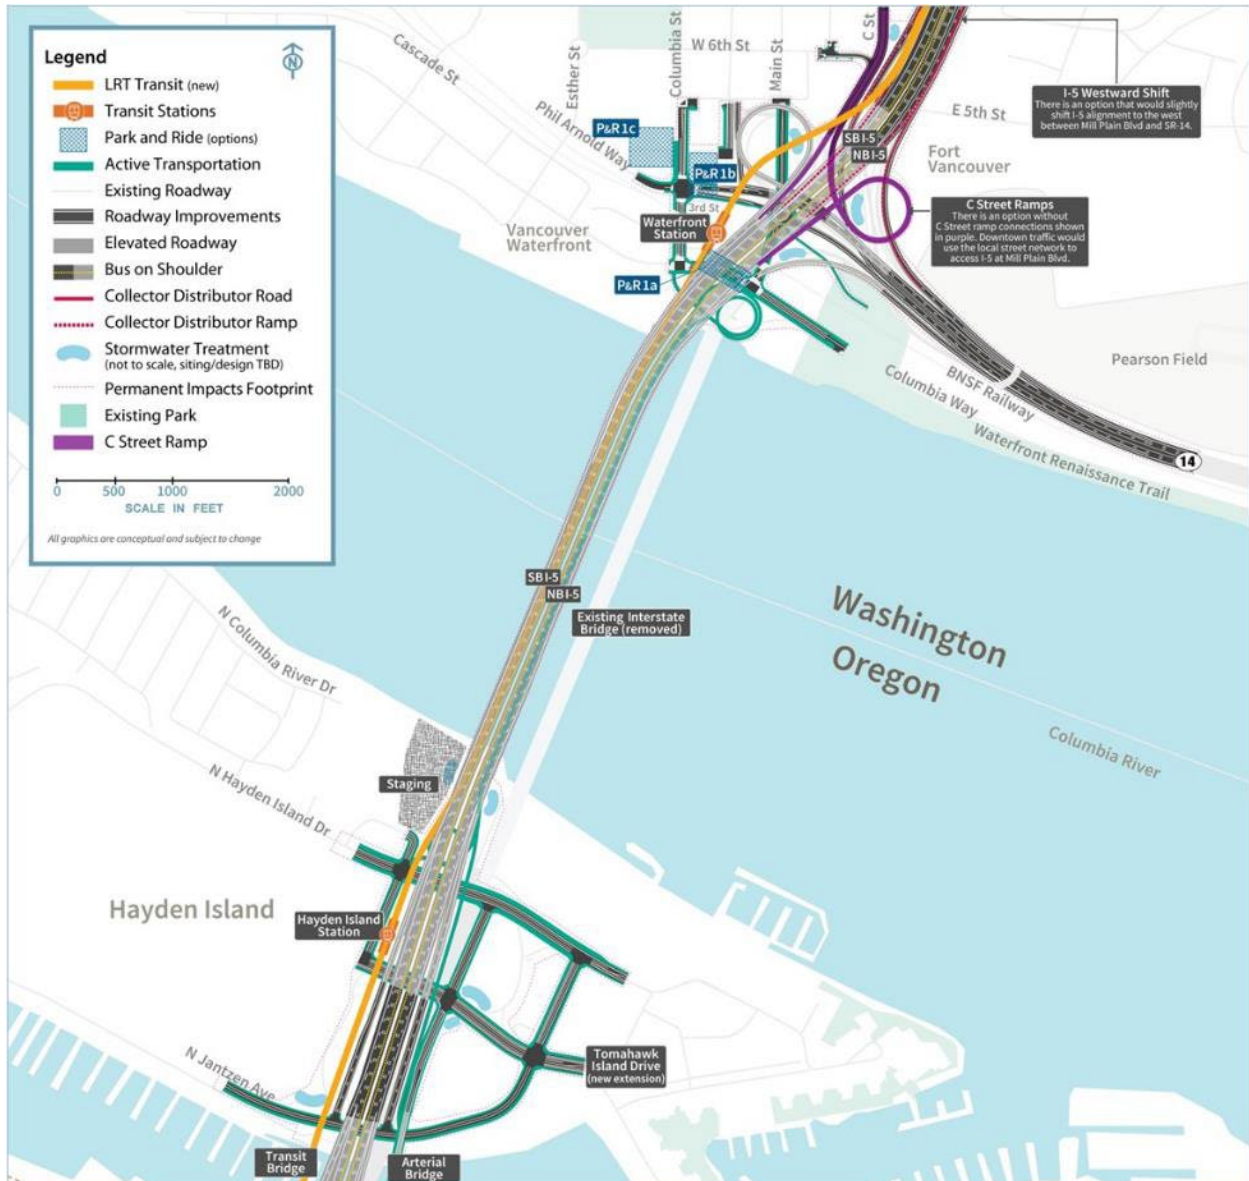 Legend
N
LRT Transit (new)
Transit Stations
Park and Ride (options)
Active Transportation
Existing Roadway
Roadway Improvements
Elevated Roadway
Bus on Shoulder
Collector Distributor Road
Collector Distributor Ramp
Stormwater Treatment
(not to scale, siting/design TBD)
Permanent Impacts Footprint
Existing Park
C Street Ramp
0 500 1000 2000
SCALE IN FEET
All graphics are conceptual and subject to change
Cascade St
Esther St
Columbia St
W 6th St
Main St
C St
Phil Arnold Way
P&R 1c
P&R 1b
3rd St
Waterfront
Station
Vancouver
Waterfront
P&R 1a
SB I-5
NB I-5
E 5th St
Fort
Vancouver
I-5 Westward Shift
There is an option that would slightly
shift I-5 alignment to the west
between Mill Plain Blvd and SR-14.
C Street Ramps
There is an option without
C Street ramp connections shown
in purple. Downtown traffic would
use the local street network to
access I-5 at Mill Plain Blvd.
Pearson Field
BNSF Railway
Columbia Way
Waterfront Renaissance Trail
14
SB I-5
NB I-5
Existing Interstate
Bridge (removed)
Washington
Oregon
Columbia River
N Columbia River Dr
N Hayden Island Dr
Staging
Hayden Island
Hayden Island
Station
N Jantzen Ave
Tomahawk
Island Drive
(new extension)
Transit
Bridge
Arterial
Bridge